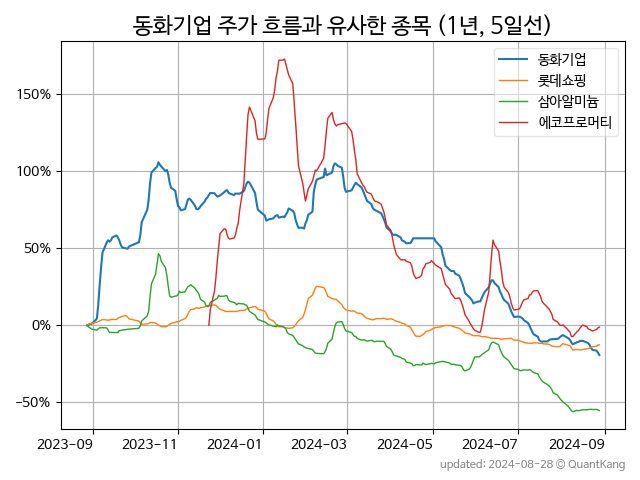 동화기업 주가 흐름과 유사한 종목 (1년, 5일선)
동화기업
롯데쇼핑
삼아알미늄
에코프로머티
150%
100%
50%
0%
−50%
2023-09 2023-11 2024-01 2024-03 2024-05 2024-07 2024-09
updated: 2024-08-28 © QuantKang